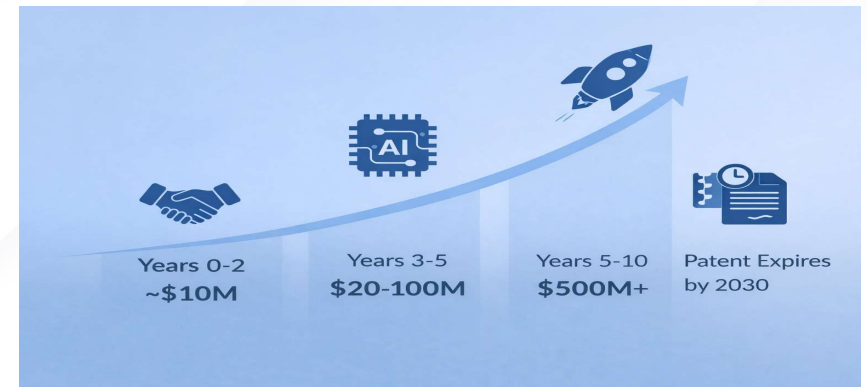 AI
Years 0-2
~$10M
Years 3-5
$20-100M
Years 5-10
$500M+
Patent Expires
by 2030